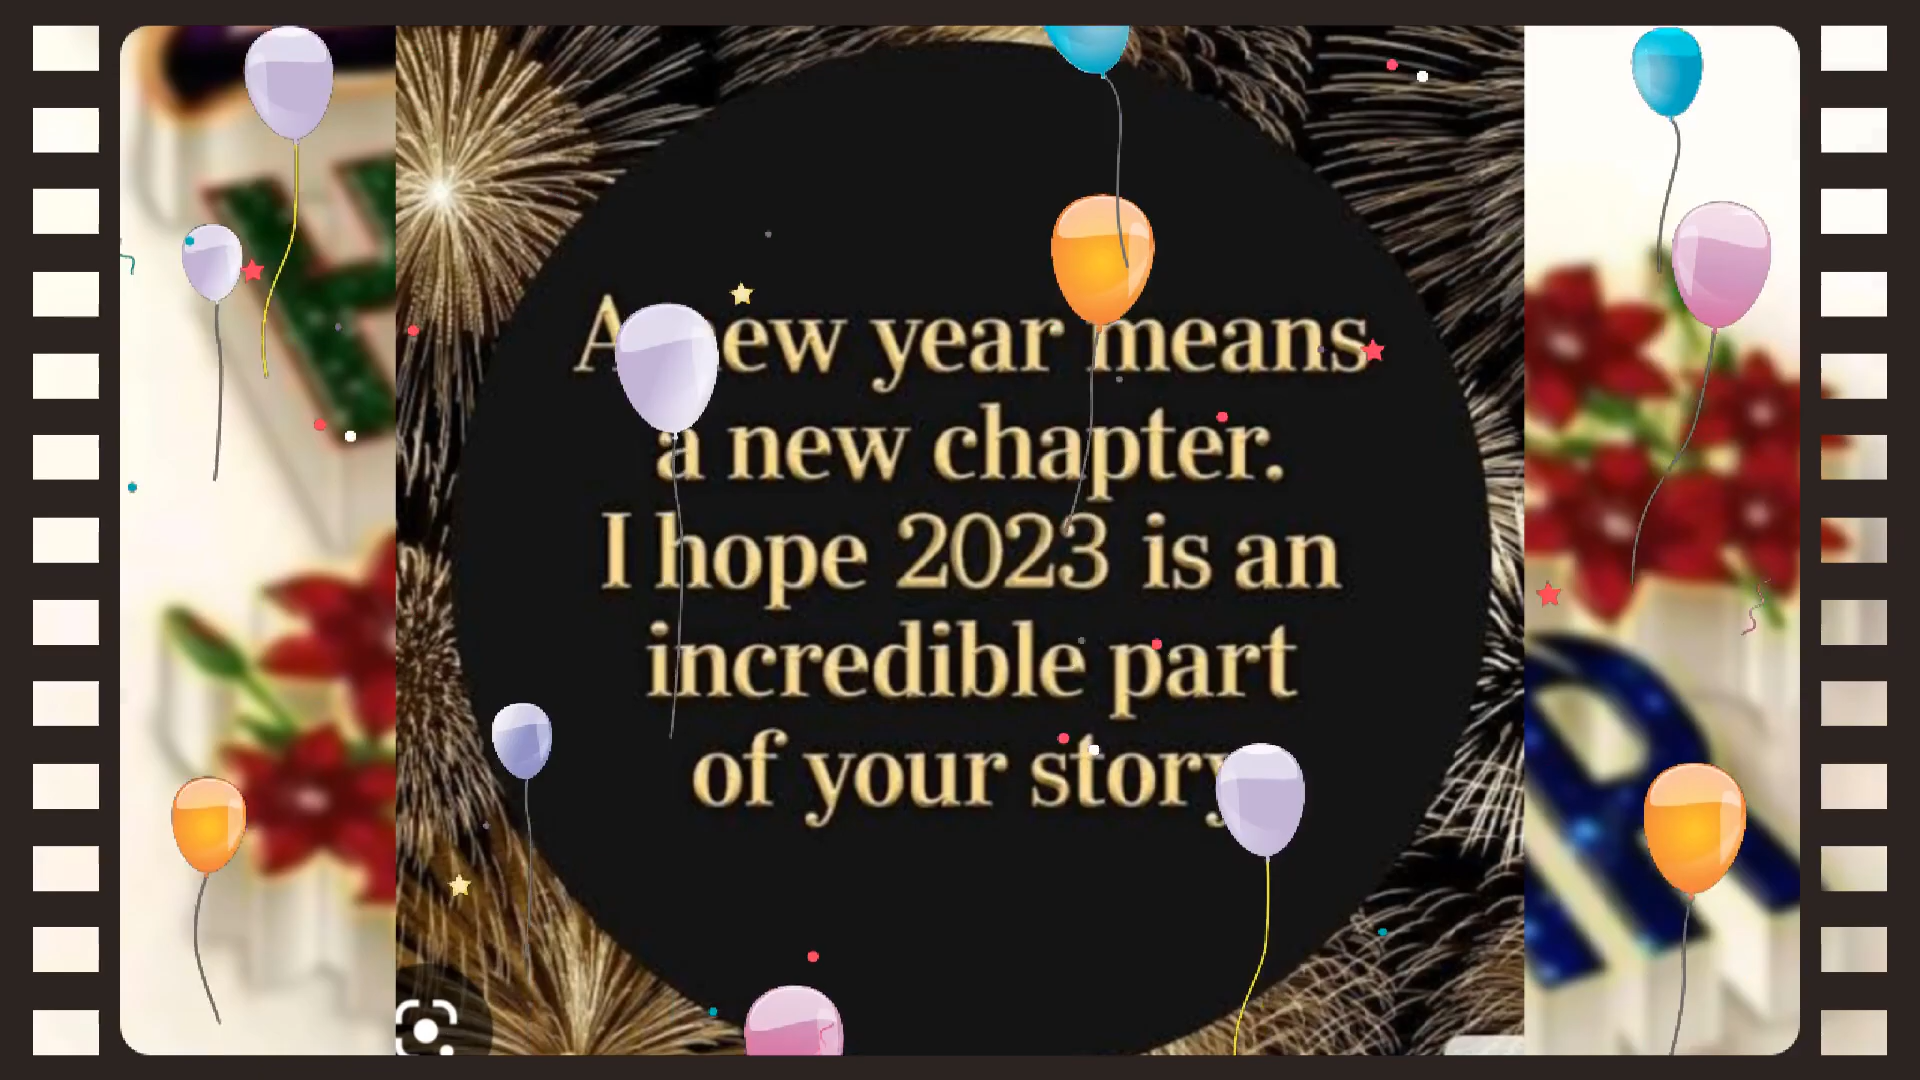 A new year means
a new chapter.
I hope 2023 is an
incredible part
of your story